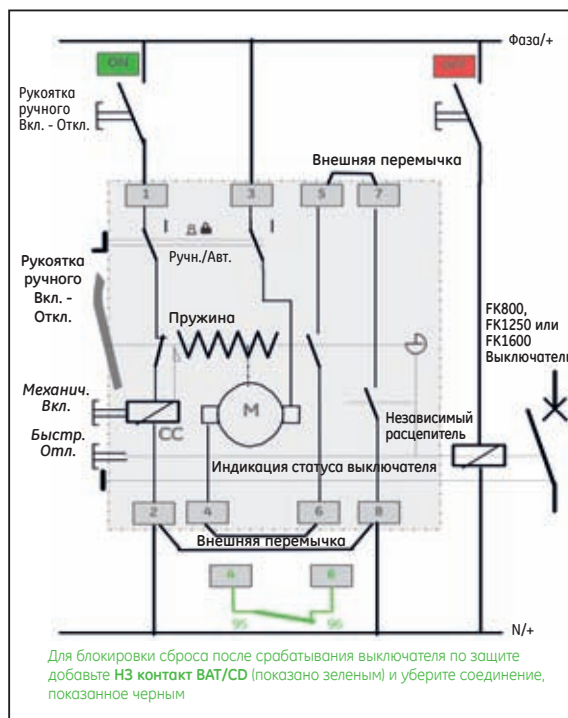 Фаза/+
ON
OFF
Рукоятка
ручного
Вкл. - Откл.
Внешняя перемычка
1
3
5
7
I
I
Ручн./Авт.
Рукоятка
ручного
Вкл. -
Откл.
Пружина
FK800,
FK1250 или
FK1600
Выключатель
M
Механич.
Вкл.
CC
Независимый
расцепитель
Быстр.
Отл.
Индикация статуса выключателя
2
4
6
8
Внешняя перемычка
4
6
95
96
N/+
Для блокировки сброса после срабатывания выключателя по защите
добавьте НЗ контакт BAT/CD (показано зеленым) и уберите соединение,
показанное черным